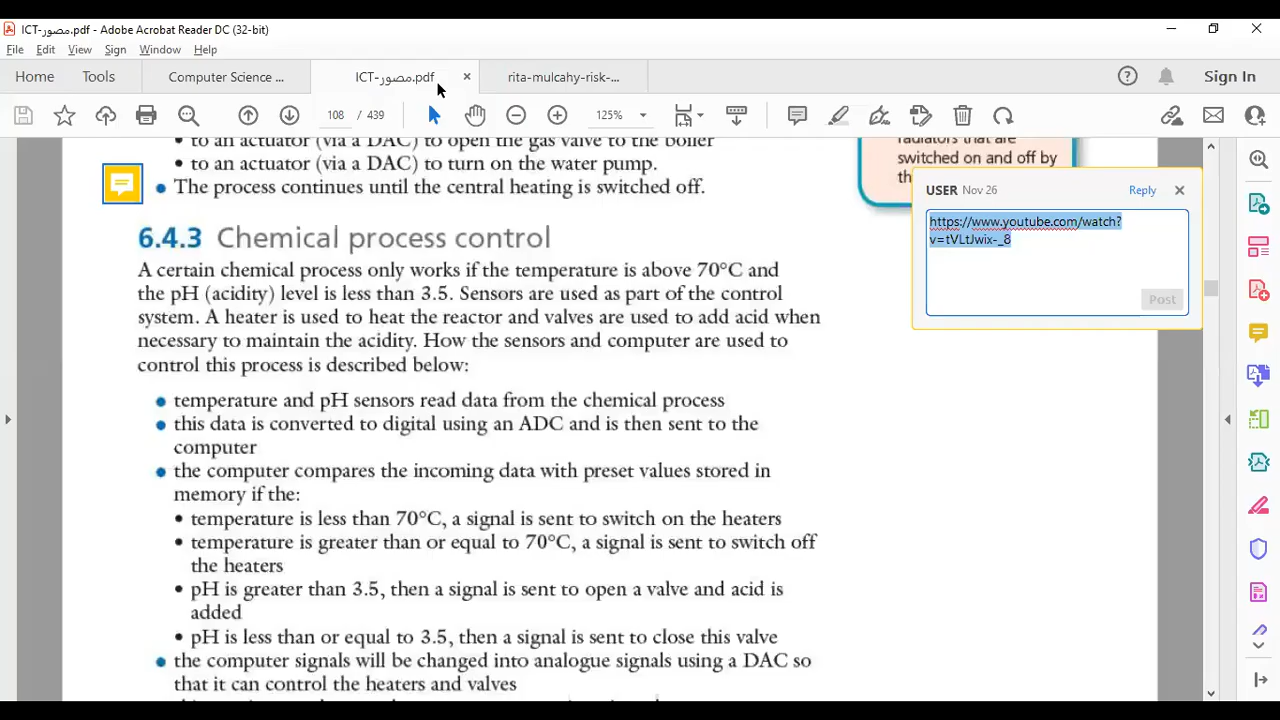 ICT-مصور.pdf - Adobe Acrobat Reader DC (32-bit)
File Edit View Sign Window Help
Home Tools Computer Science ... ICT-مصور.pdf rita-mulcahy-risk-... Sign In
108 / 439 125%
to an actuator (via a DAC) to open the gas valve to the boiler
to an actuator (via a DAC) to turn on the water pump.
The process continues until the central heating is switched off.
radiators that are
switched on and off by
USER Nov 26 Reply
https://www.youtube.com/watch?
v=tVLtJwix-_8
Post
6.4.3 Chemical process control
A certain chemical process only works if the temperature is above 70°C and
the pH (acidity) level is less than 3.5. Sensors are used as part of the control
system. A heater is used to heat the reactor and valves are used to add acid when
necessary to maintain the acidity. How the sensors and computer are used to
control this process is described below:
• temperature and pH sensors read data from the chemical process
• this data is converted to digital using an ADC and is then sent to the
computer
• the computer compares the incoming data with preset values stored in
memory if the:
• temperature is less than 70°C, a signal is sent to switch on the heaters
• temperature is greater than or equal to 70°C, a signal is sent to switch off
the heaters
• pH is greater than 3.5, then a signal is sent to open a valve and acid is
added
• pH is less than or equal to 3.5, then a signal is sent to close this valve
• the computer signals will be changed into analogue signals using a DAC so
that it can control the heaters and valves